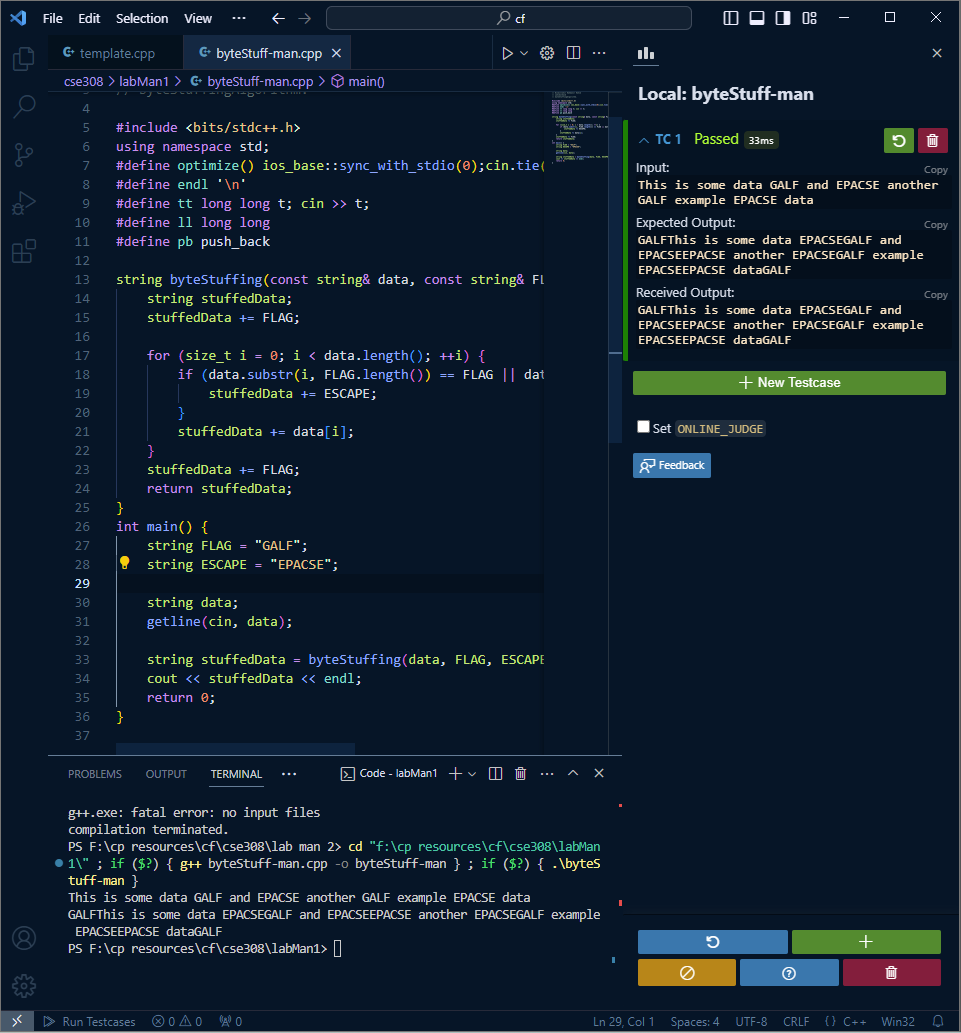 File Edit Selection View ··· cf
template.cpp byteStuff-man.cpp
cse308 > labMan1 > byteStuff-man.cpp > main()
4
5 #include <bits/stdc++.h>
6 using namespace std;
7 #define optimize() ios_base::sync_with_stdio(0);cin.tie(
8 #define endl '\n'
9 #define tt long long t; cin >> t;
10 #define ll long long
11 #define pb push_back
12
13 string byteStuffing(const string& data, const string& FL
14 string stuffedData;
15 stuffedData += FLAG;
16
17 for (size_t i = 0; i < data.length(); ++i) {
18 if (data.substr(i, FLAG.length()) == FLAG || dat
19 stuffedData += ESCAPE;
20 }
21 stuffedData += data[i];
22 }
23 stuffedData += FLAG;
24 return stuffedData;
25 }
26 int main() {
27 string FLAG = "GALF";
28 string ESCAPE = "EPACSE";
29
30 string data;
31 getline(cin, data);
32
33 string stuffedData = byteStuffing(data, FLAG, ESCAPE
34 cout << stuffedData << endl;
35 return 0;
36 }
37
PROBLEMS OUTPUT TERMINAL ··· Code - labMan1
g++.exe: fatal error: no input files
compilation terminated.
PS F:\cp resources\cf\cse308\lab man 2> cd "f:\cp resources\cf\cse308\labMan
1\" ; if ($?) { g++ byteStuff-man.cpp -o byteStuff-man } ; if ($?) { .\byteS
tuff-man }
This is some data GALF and EPACSE another GALF example EPACSE data
GALFThis is some data EPACSEGALF and EPACSEEPACSE another EPACSEGALF example
EPACSEEPACSE dataGALF
PS F:\cp resources\cf\cse308\labMan1>
Local: byteStuff-man
TC 1 Passed 33ms
Input:
Copy
This is some data GALF and EPACSE another
GALF example EPACSE data
Expected Output:
Copy
GALFThis is some data EPACSEGALF and
EPACSEEPACSE another EPACSEGALF example
EPACSEEPACSE dataGALF
Received Output:
Copy
GALFThis is some data EPACSEGALF and
EPACSEEPACSE another EPACSEGALF example
EPACSEEPACSE dataGALF
+ New Testcase
Set ONLINE_JUDGE
Feedback
Run Testcases 0 0 0 Ln 29, Col 1 Spaces: 4 UTF-8 CRLF {} C++ Win32